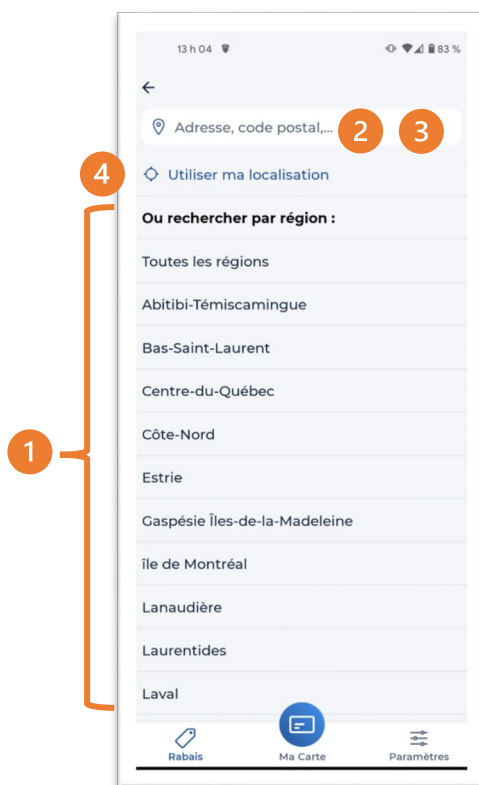 13 h 04
83 %
Adresse, code postal,...
2
3
4
Utiliser ma localisation
Ou rechercher par région :
Toutes les régions
Abitibi-Témiscamingue
Bas-Saint-Laurent
Centre-du-Québec
Côte-Nord
1
Estrie
Gaspésie Îles-de-la-Madeleine
île de Montréal
Lanaudière
Laurentides
Laval
Rabais
Ma Carte
Paramètres